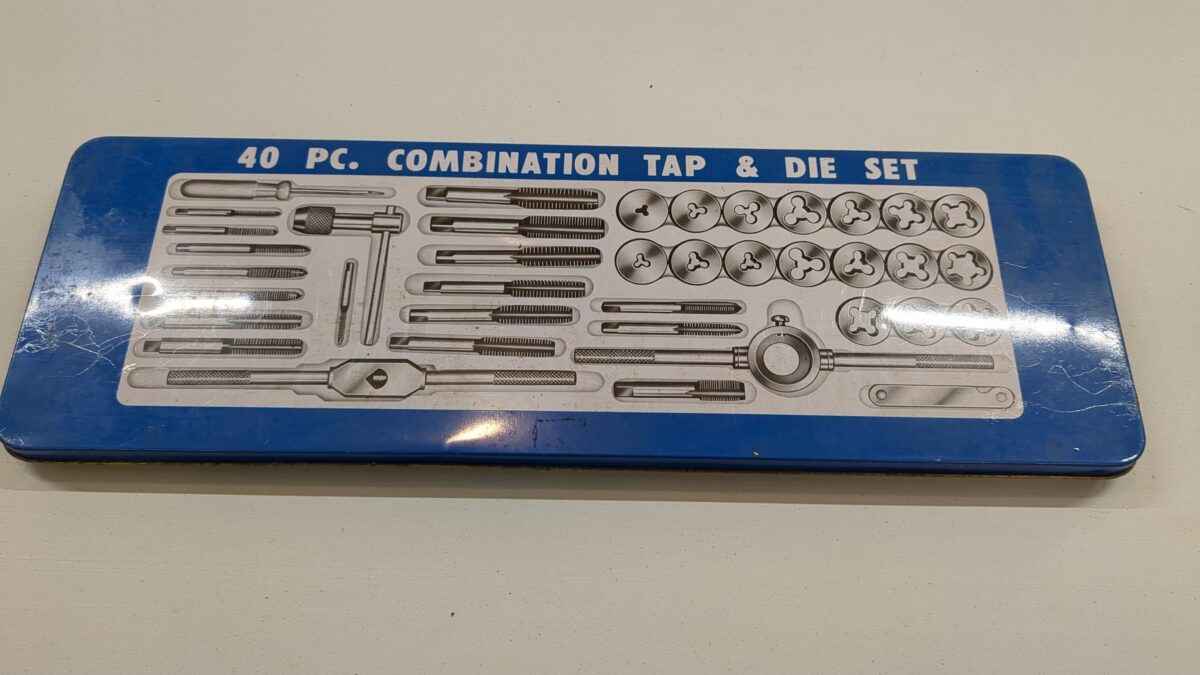 40 PC. COMBINATION TAP & DIE SET